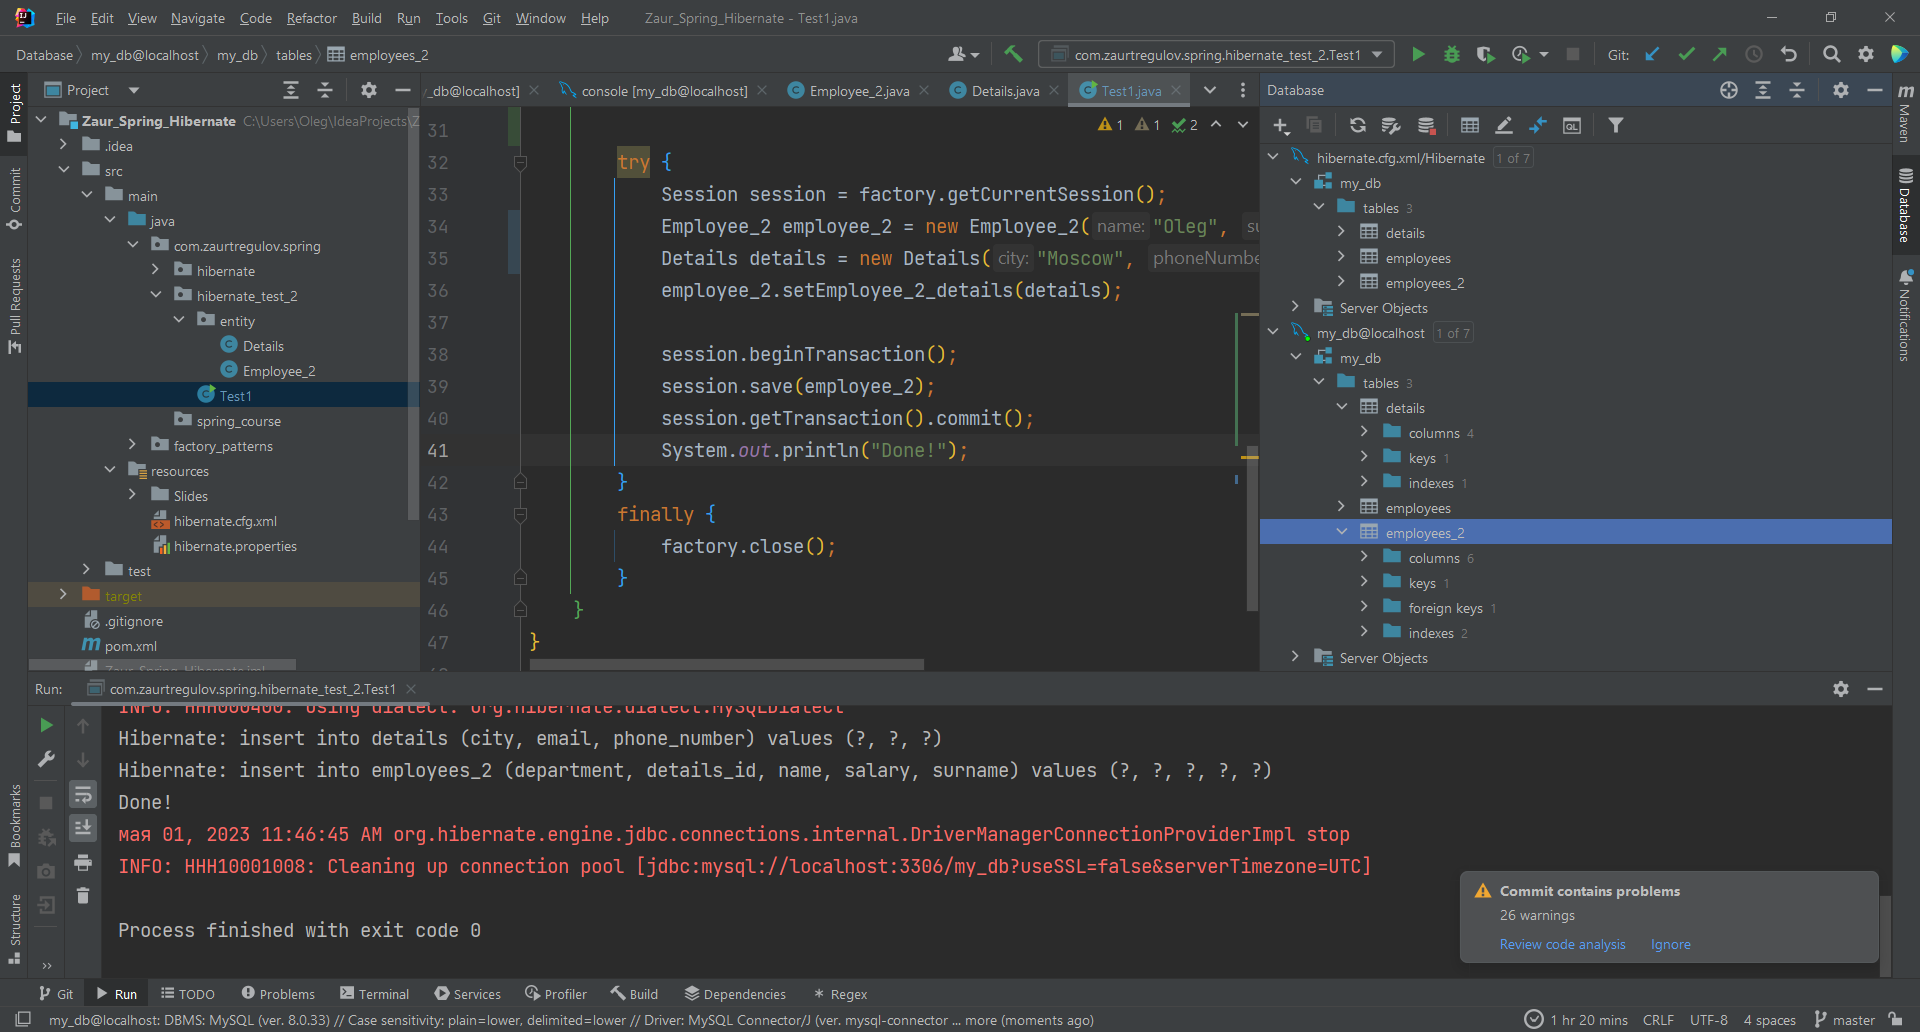 File Edit View Navigate Code Refactor Build Run Tools Git Window Help Zaur_Spring_Hibernate - Test1.java
Database my_db@localhost my_db tables employees_2
com.zaurtregulov.spring.hibernate_test_2.Test1
Git:
Project
Commit
Pull Requests
Bookmarks
Structure
Project
Zaur_Spring_Hibernate C:\Users\Oleg\IdeaProjects\Z
.idea
src
main
java
com.zaurtregulov.spring
hibernate
hibernate_test_2
entity
Details
Employee_2
Test1
spring_course
factory_patterns
resources
Slides
hibernate.cfg.xml
hibernate.properties
test
target
.gitignore
pom.xml
Zaur_Spring_Hibernate.iml
_db@localhost] console [my_db@localhost] Employee_2.java Details.java Test1.java
1 1 2
31
32 try {
33 Session session = factory.getCurrentSession();
34 Employee_2 employee_2 = new Employee_2( name: "Oleg", su
35 Details details = new Details( city: "Moscow", phoneNumbe
36 employee_2.setEmployee_2_details(details);
37
38 session.beginTransaction();
39 session.save(employee_2);
40 session.getTransaction().commit();
41 System.out.println("Done!");
42 }
43 finally {
44 factory.close();
45 }
46 }
47 }
Database
QL
hibernate.cfg.xml/Hibernate 1 of 7
my_db
tables 3
details
employees
employees_2
Server Objects
my_db@localhost 1 of 7
my_db
tables 3
details
columns 4
keys 1
indexes 1
employees
employees_2
columns 6
keys 1
foreign keys 1
indexes 2
Server Objects
m
Maven
Database
Notifications
Run: com.zaurtregulov.spring.hibernate_test_2.Test1
INFO: HHH000400: Using dialect: org.hibernate.dialect.MySQLDialect
Hibernate: insert into details (city, email, phone_number) values (?, ?, ?)
Hibernate: insert into employees_2 (department, details_id, name, salary, surname) values (?, ?, ?, ?, ?)
Done!
мая 01, 2023 11:46:45 AM org.hibernate.engine.jdbc.connections.internal.DriverManagerConnectionProviderImpl stop
INFO: HHH10001008: Cleaning up connection pool [jdbc:mysql://localhost:3306/my_db?useSSL=false&serverTimezone=UTC]
Process finished with exit code 0
Commit contains problems
26 warnings
Review code analysis Ignore
Git Run TODO Problems Terminal Services Profiler Build Dependencies Regex
my_db@localhost: DBMS: MySQL (ver. 8.0.33) // Case sensitivity: plain=lower, delimited=lower // Driver: MySQL Connector/J (ver. mysql-connector ... more (moments ago) 1 hr 20 mins CRLF UTF-8 4 spaces master